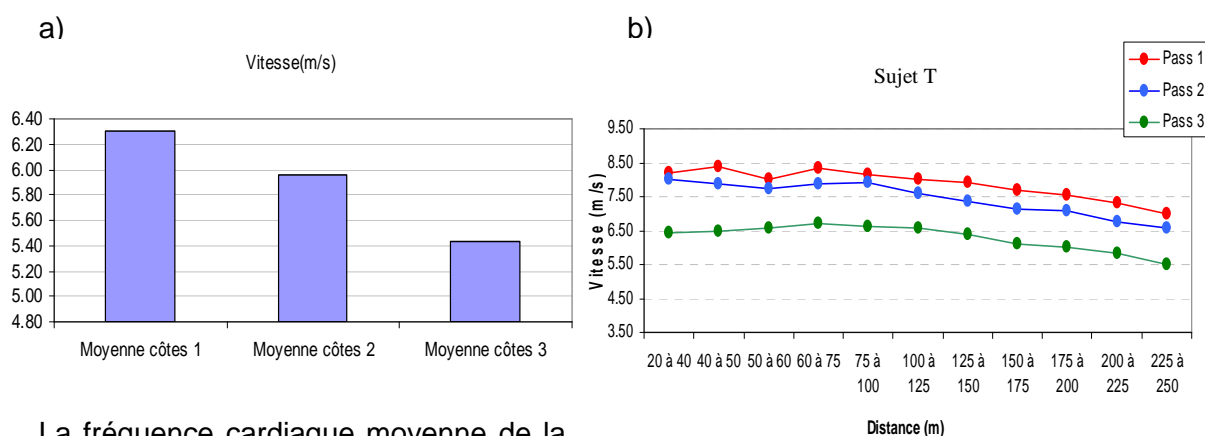 a)
Vitesse(m/s)
6.40
6.20
6.00
5.80
5.60
5.40
5.20
5.00
4.80
Moyenne côtes 1 Moyenne côtes 2 Moyenne côtes 3
b)
Sujet T
Pass 1
Pass 2
Pass 3
Vitesse (m/s)
9.50
8.50
7.50
6.50
5.50
4.50
3.50
20 à 40 40 à 50 50 à 60 60 à 75 75 à 100 à 125 à 150 à 175 à 200 à 225 à
100 125 150 175 200 225 250
Distance (m)
La fréquence cardiaque moyenne de la